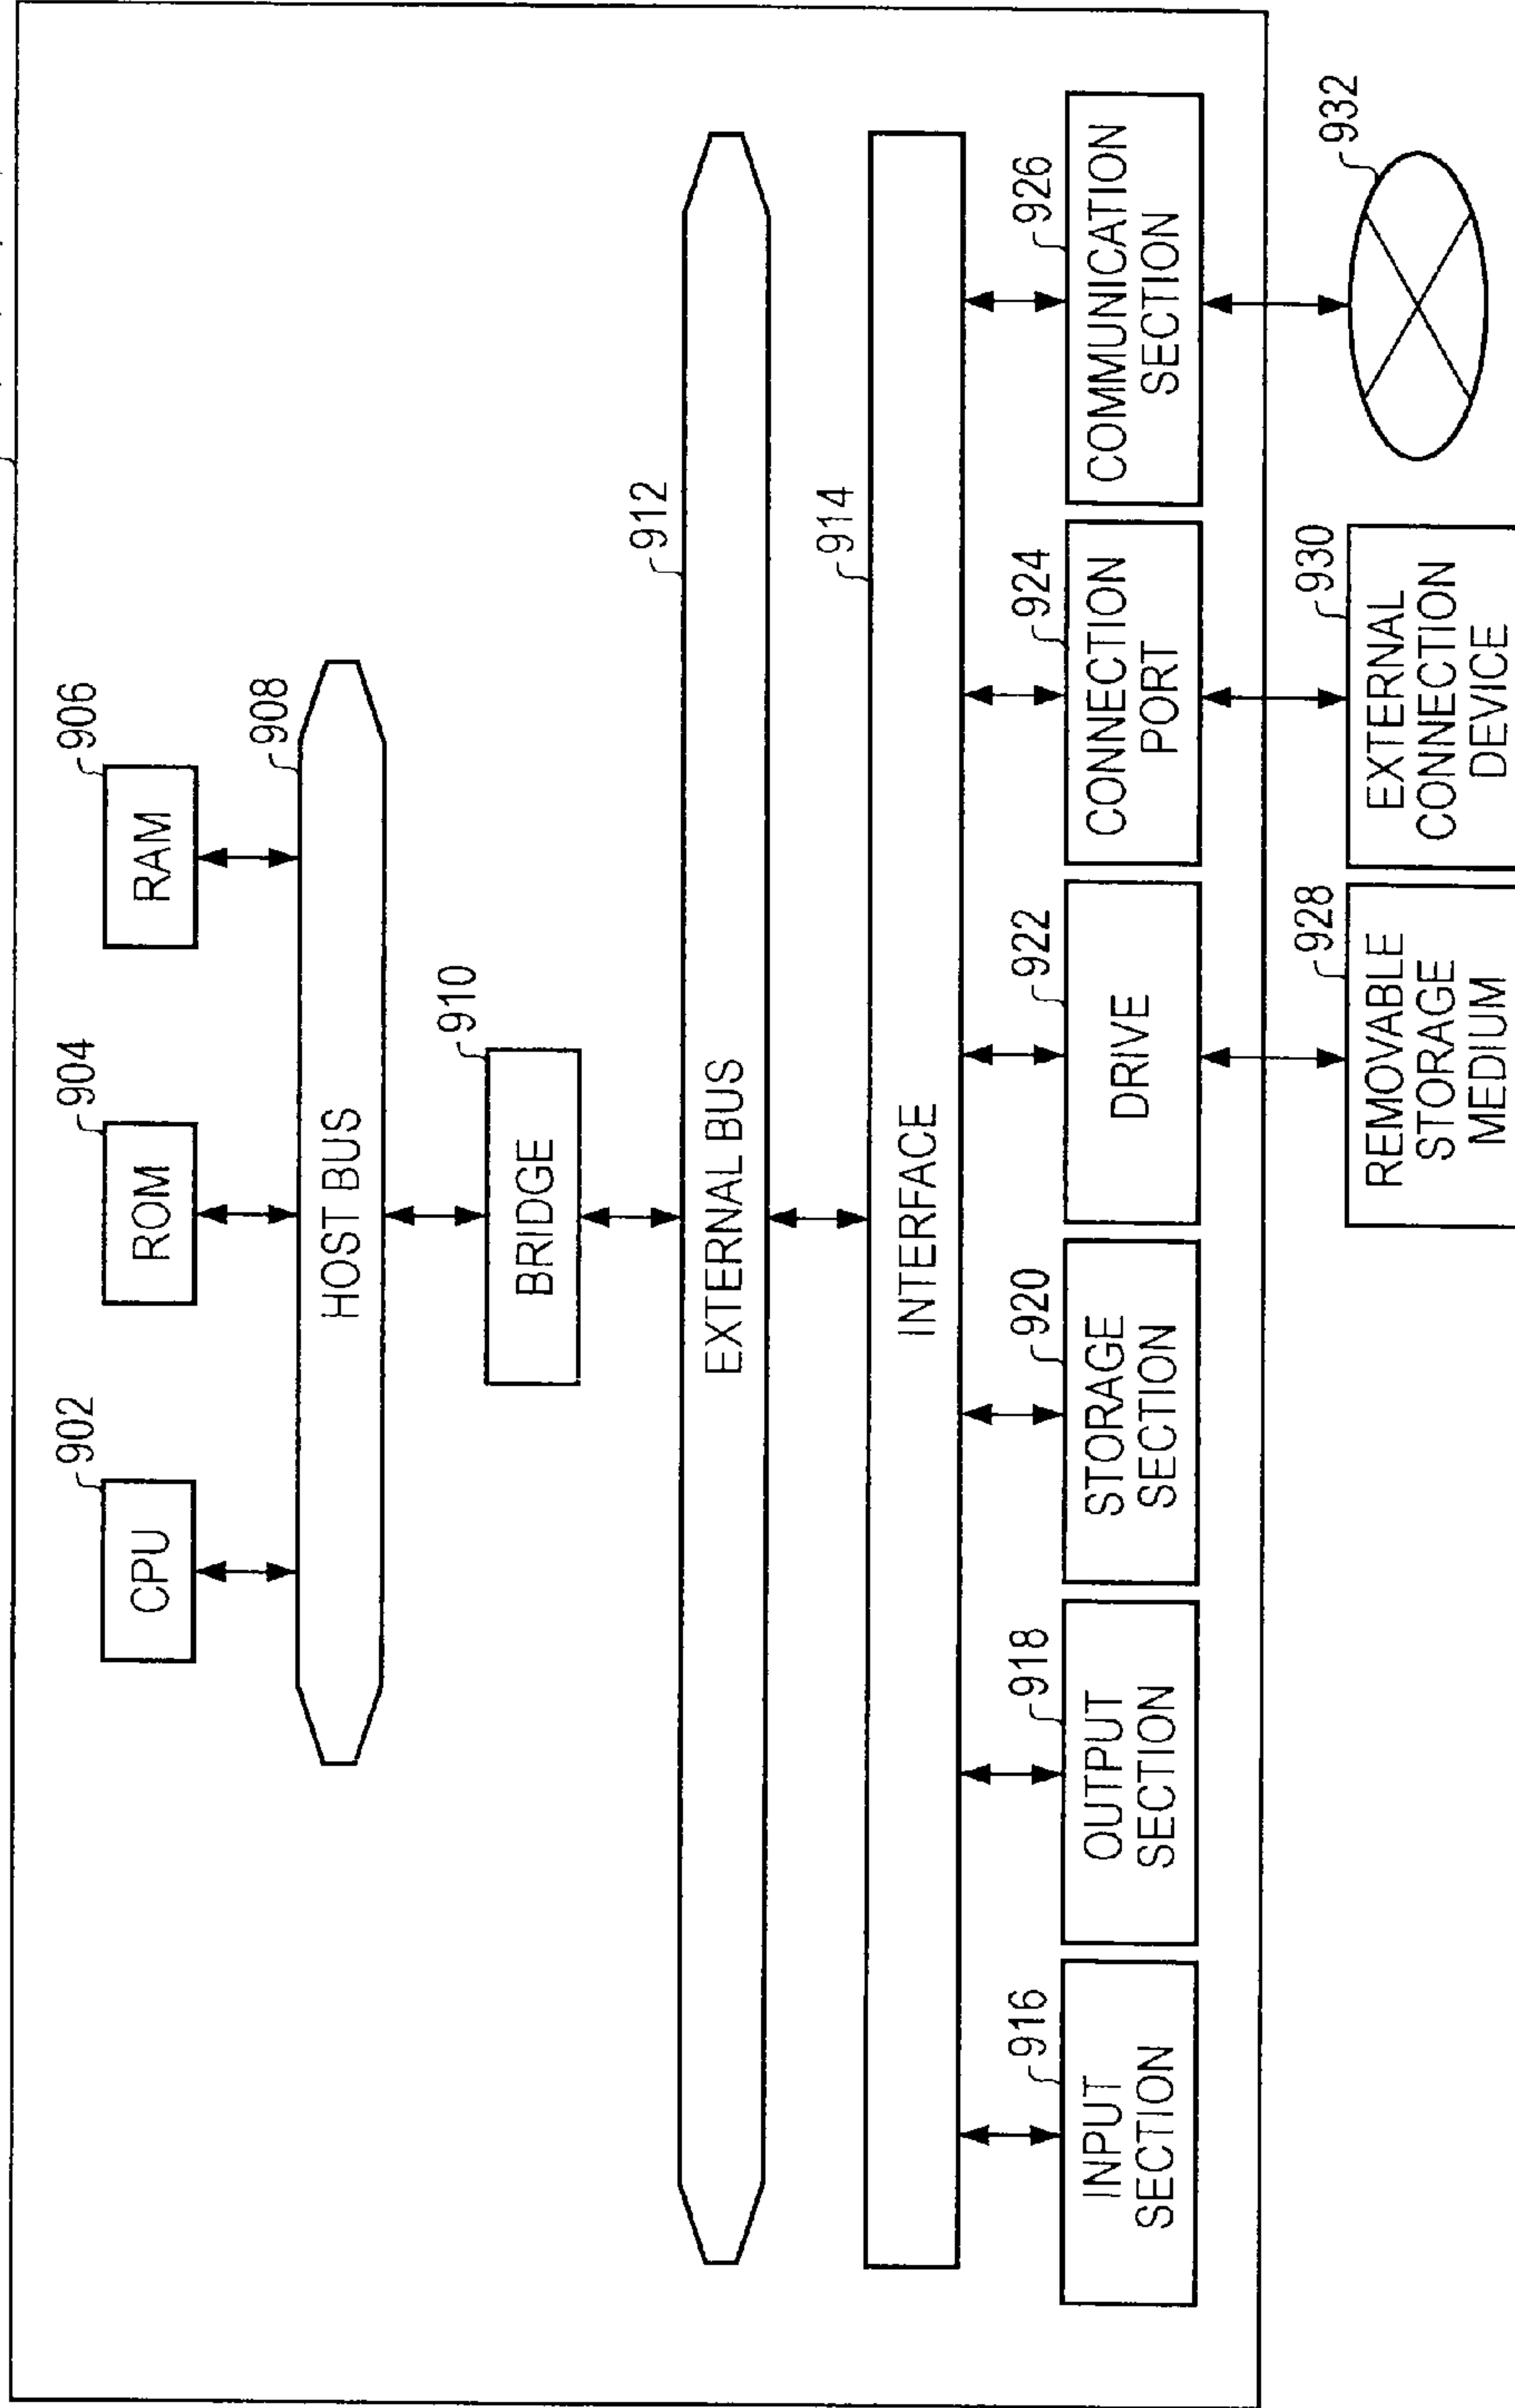 902
904
906
CPU
ROM
RAM
908
HOST BUS
910
BRIDGE
912
EXTERNAL BUS
914
INTERFACE
916
918
920
922
924
926
INPUT
SECTION
OUTPUT
SECTION
STORAGE
SECTION
DRIVE
CONNECTION
PORT
COMMUNICATION
SECTION
928
930
932
REMOVABLE
STORAGE
MEDIUM
EXTERNAL
CONNECTION
DEVICE